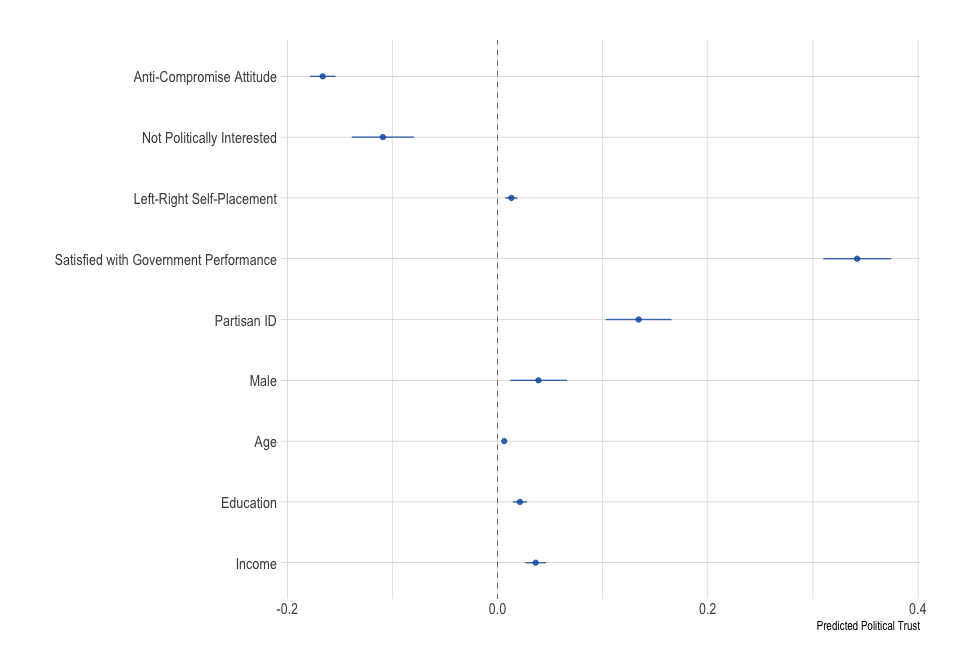 Anti-Compromise Attitude
Not Politically Interested
Left-Right Self-Placement
Satisfied with Government Performance
Partisan ID
Male
Age
Education
Income
-0.2 0.0 0.2 0.4
Predicted Political Trust